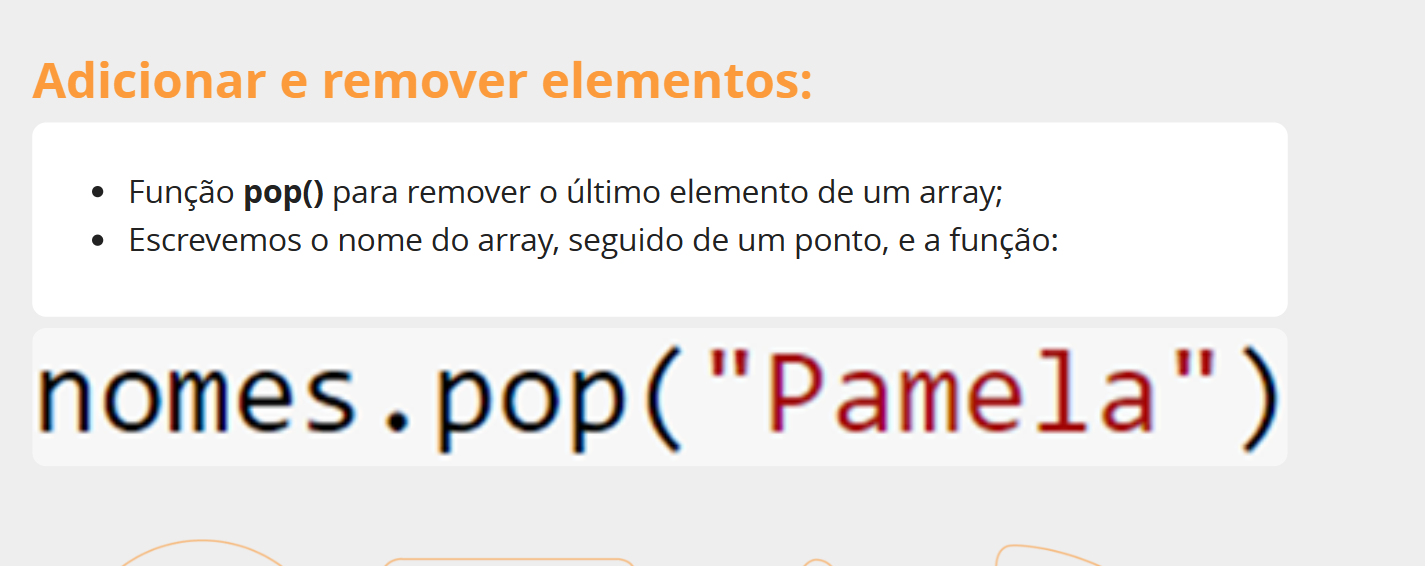 Adicionar e remover elementos:
• Função pop() para remover o último elemento de um array;
• Escrevemos o nome do array, seguido de um ponto, e a função:
nomes.pop("Pamela")